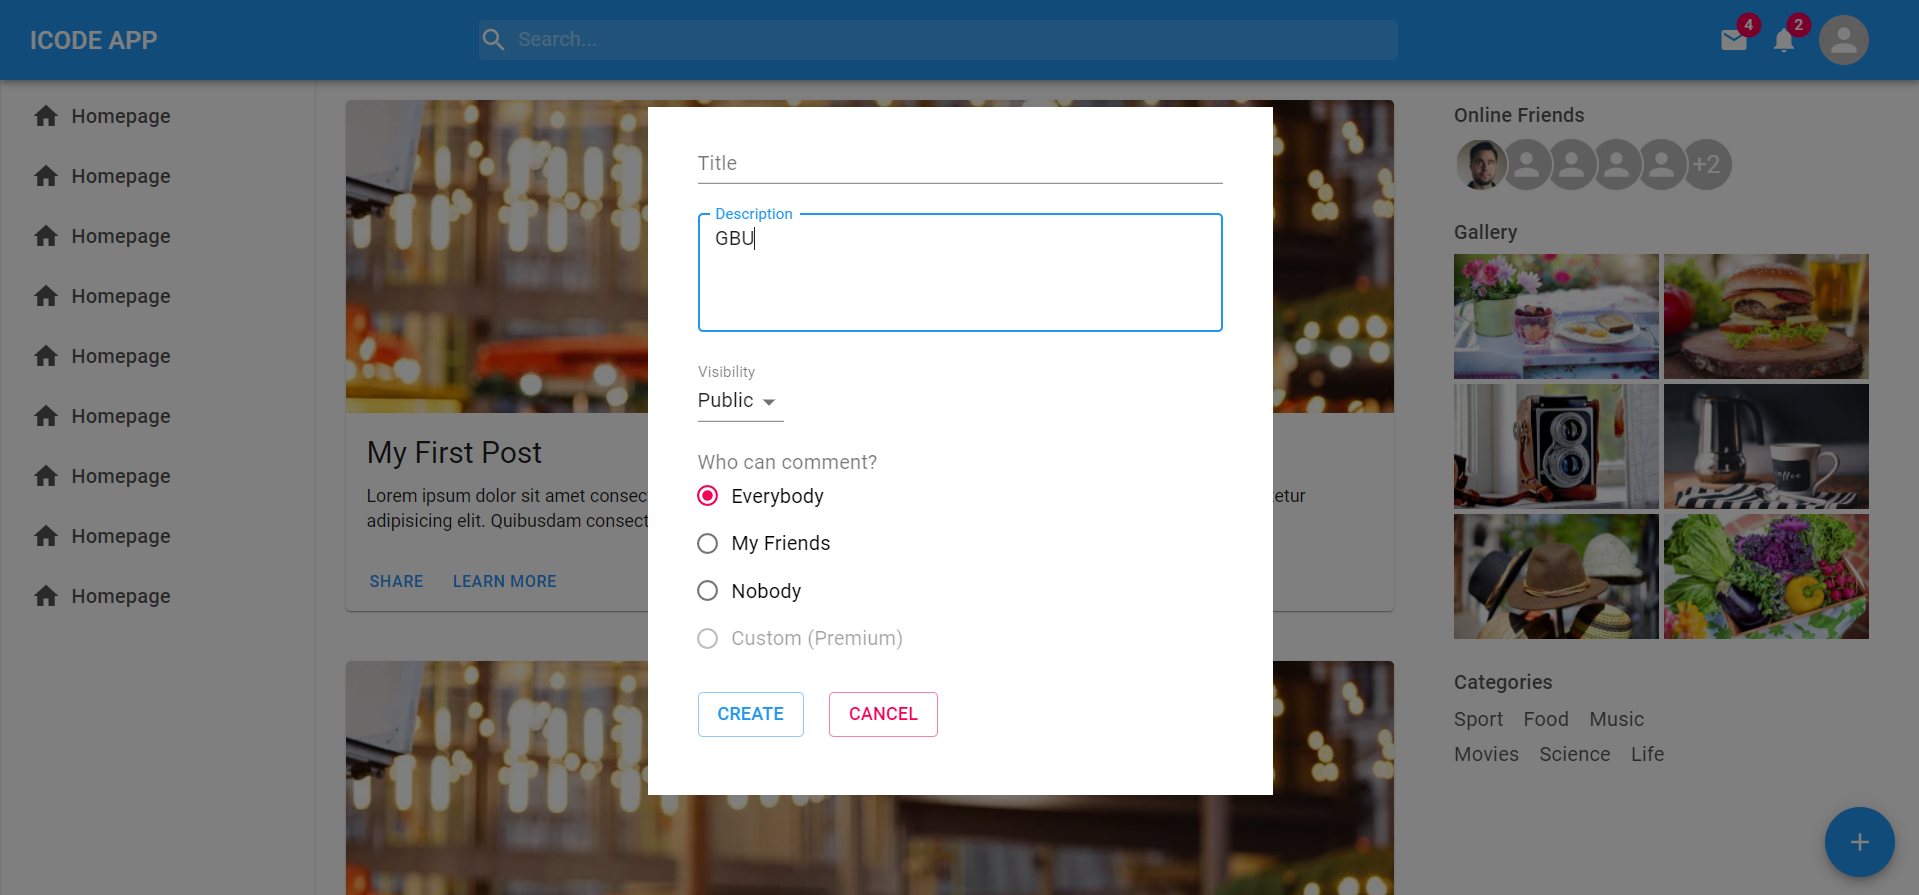 ICODE APP
Search...
4
2
Homepage
Homepage
Homepage
Homepage
Homepage
Homepage
Homepage
Homepage
Homepage
My First Post
Lorem ipsum dolor sit amet consec
adipisicing elit. Quibusdam consect
SHARE LEARN MORE
Title
Description
GBU
Visibility
Public
Who can comment?
Everybody
My Friends
Nobody
Custom (Premium)
CREATE CANCEL
etur
Online Friends
+2
Gallery
coffee
Categories
Sport Food Music
Movies Science Life